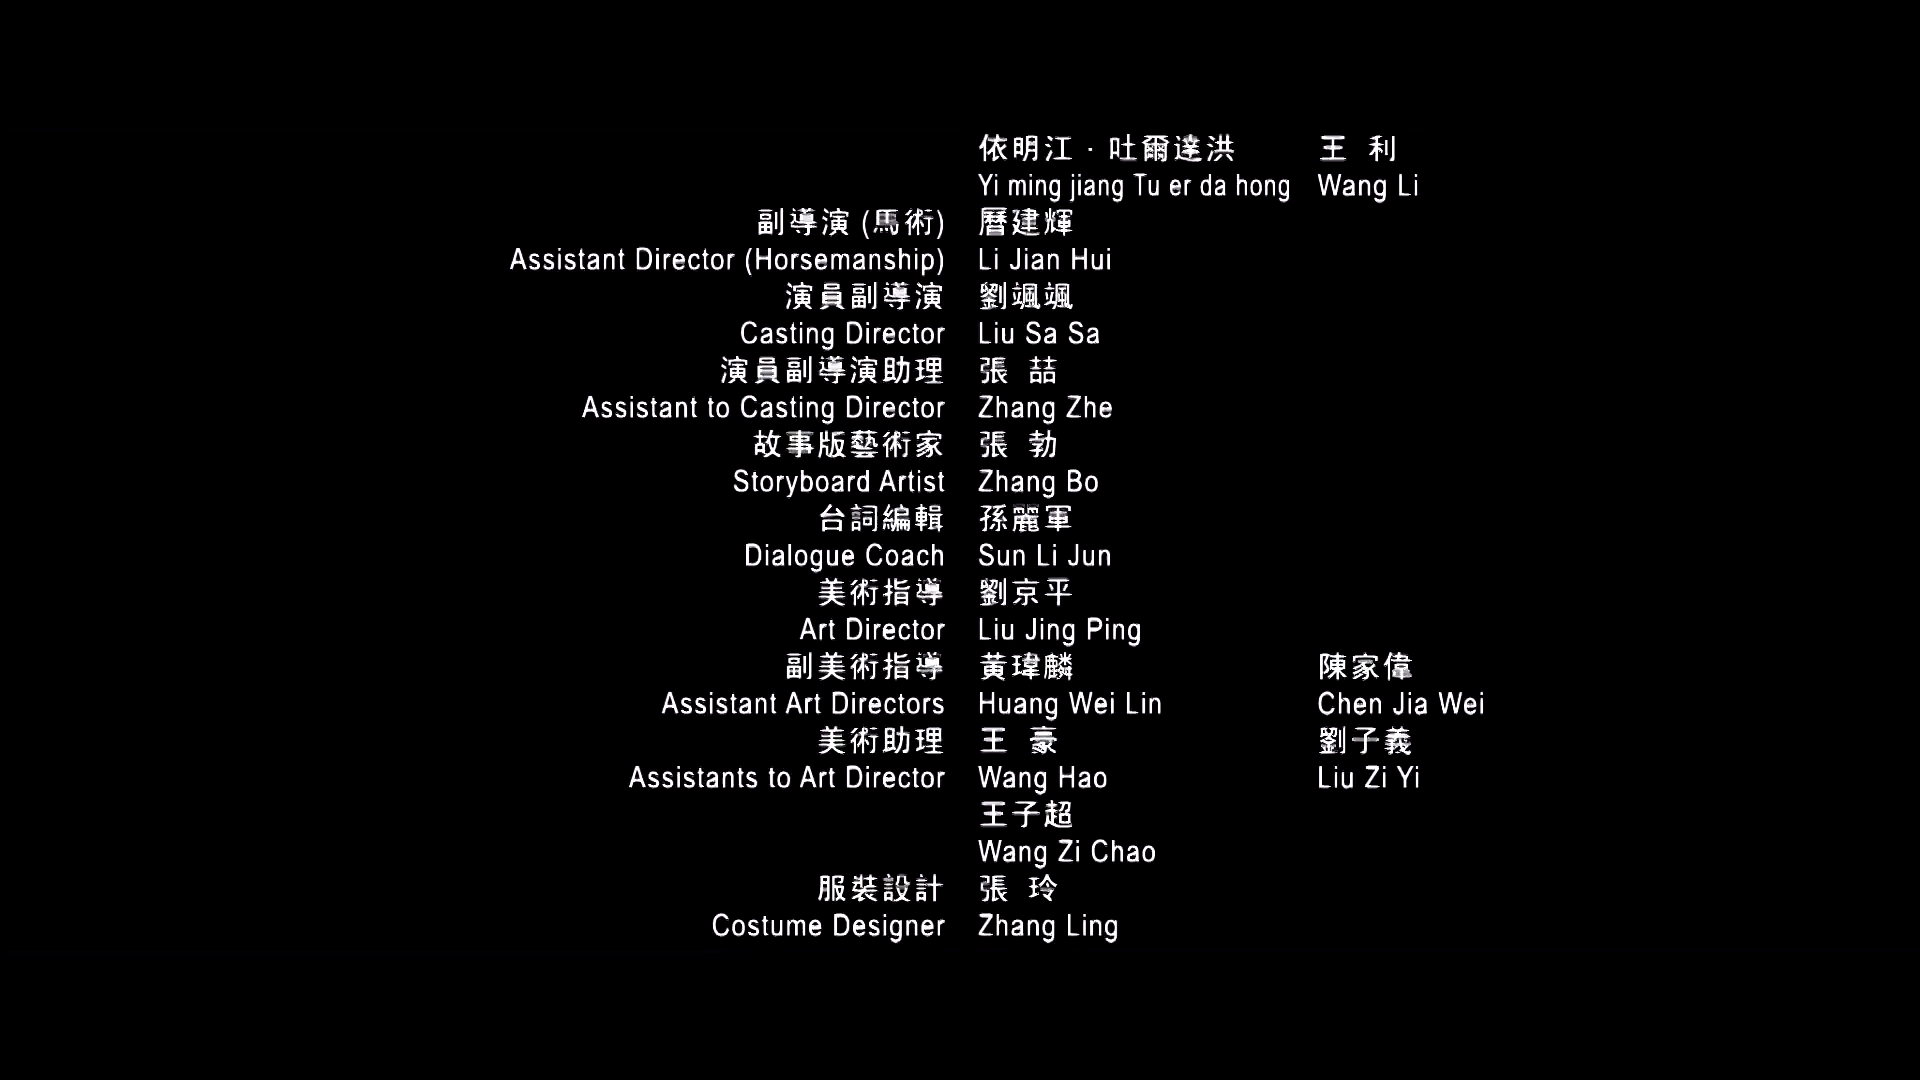 依明江·吐爾達洪 王 利
Yi ming jiang Tu er da hong Wang Li
副導演 (馬術) 曆建輝
Assistant Director (Horsemanship) Li Jian Hui
演員副導演 劉颯颯
Casting Director Liu Sa Sa
演員副導演助理 張 喆
Assistant to Casting Director Zhang Zhe
故事版藝術家 張 勃
Storyboard Artist Zhang Bo
台詞編輯 孫麗軍
Dialogue Coach Sun Li Jun
美術指導 劉京平
Art Director Liu Jing Ping
副美術指導 黃瑋麟 陳家偉
Assistant Art Directors Huang Wei Lin Chen Jia Wei
美術助理 王 豪 劉子義
Assistants to Art Director Wang Hao Liu Zi Yi
王子超
Wang Zi Chao
服裝設計 張 玲
Costume Designer Zhang Ling